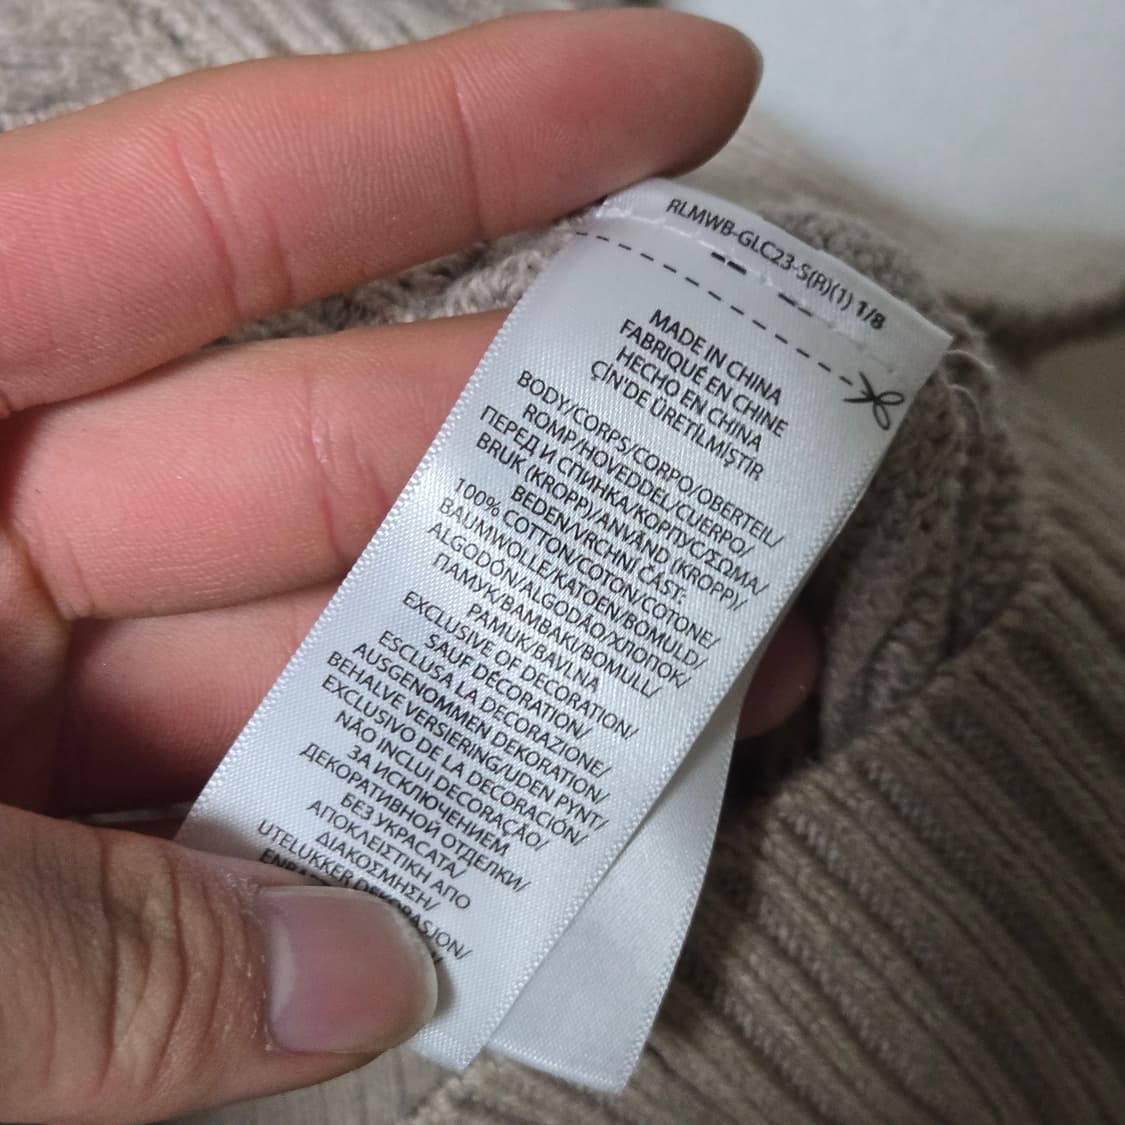 RLMWB-GLC23-S(R)(1) 1/8
MADE IN CHINA
FABRIQUÉ EN CHINE
HECHO EN CHINA
ÇİN'DE ÜRETİLMİŞTİR
BODY/CORPS/CORPO/OBERTEIL/
ROMP/HOVEDDEL/CUERPO/
ПЕРЕД И СПИНКА/КОРПУС/ΣΩΜΑ/
BRUK (KROPP)/ANVÄND (KROPP)/
BEDEN/VRCHNÍ ČÁST:
100% COTTON/COTON/COTONE/
BAUMWOLLE/KATOEN/BOMULD/
ALGODÓN/ALGODÃO/ХЛОПОК/
ПАМУК/ΒΑΜΒΑΚΙ/BOMULL/
PAMUK/BAVLNA
EXCLUSIVE OF DECORATION/
SAUF DÉCORATION/
ESCLUSA LA DECORAZIONE/
AUSGENOMMEN DEKORATION/
BEHALVE VERSIERING/UDEN PYNT/
EXCLUSIVO DE LA DECORACIÓN/
NÃO INCLUI DECORAÇÃO/
ЗА ИСКЛЮЧЕНИЕМ
ДЕКОРАТИВНОЙ ОТДЕЛКИ/
БЕЗ УКРАСАТА/
ΑΠΟΚΛΕΙΣΤΙΚΗ ΑΠΟ
ΔΙΑΚΟΣΜΗΣΗ/
UTELUKKER DEKORASJON/